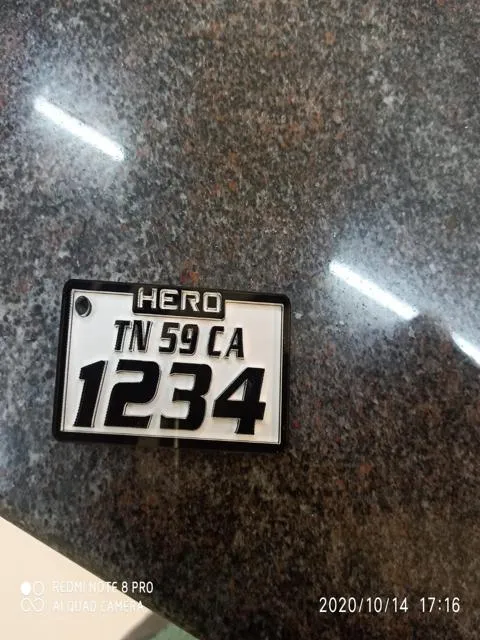 HERO
TN 59 CA
1234
REDMI NOTE 8 PRO
AI QUAD CAMERA
2020/10/14 17:16